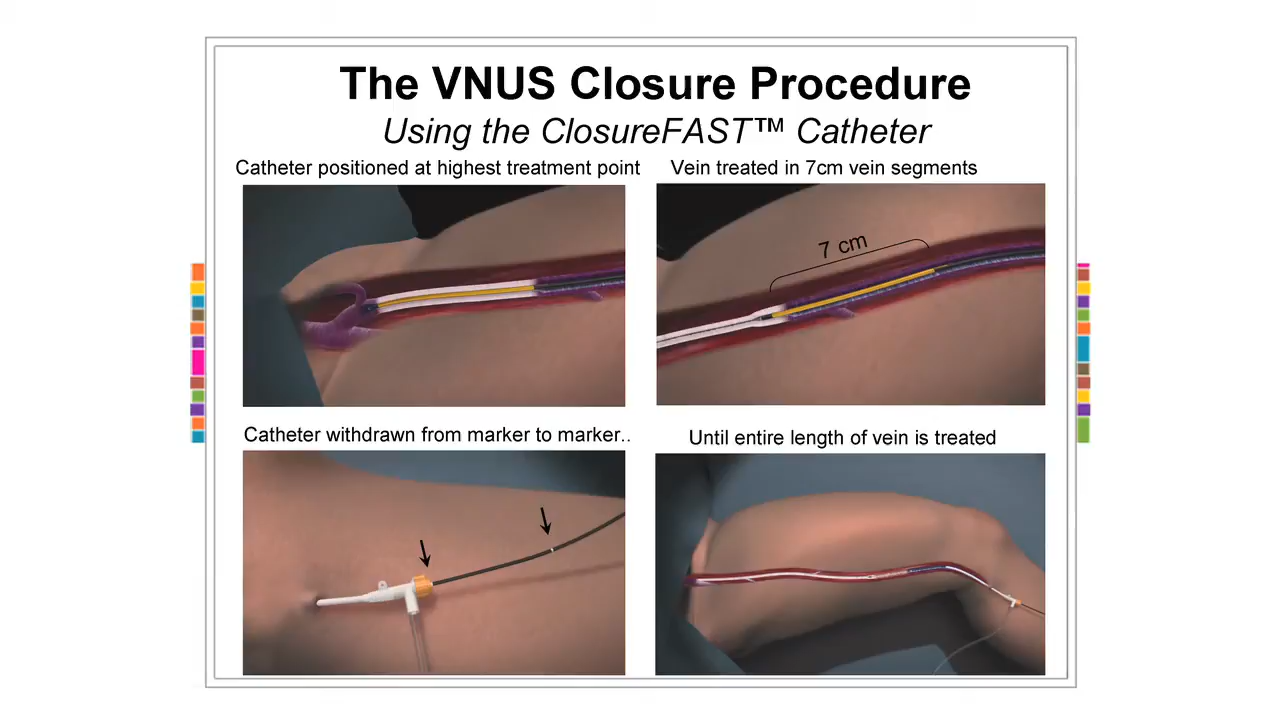 The VNUS Closure Procedure
Using the ClosureFAST™ Catheter
Catheter positioned at highest treatment point
Vein treated in 7cm vein segments
7 cm
Catheter withdrawn from marker to marker..
Until entire length of vein is treated